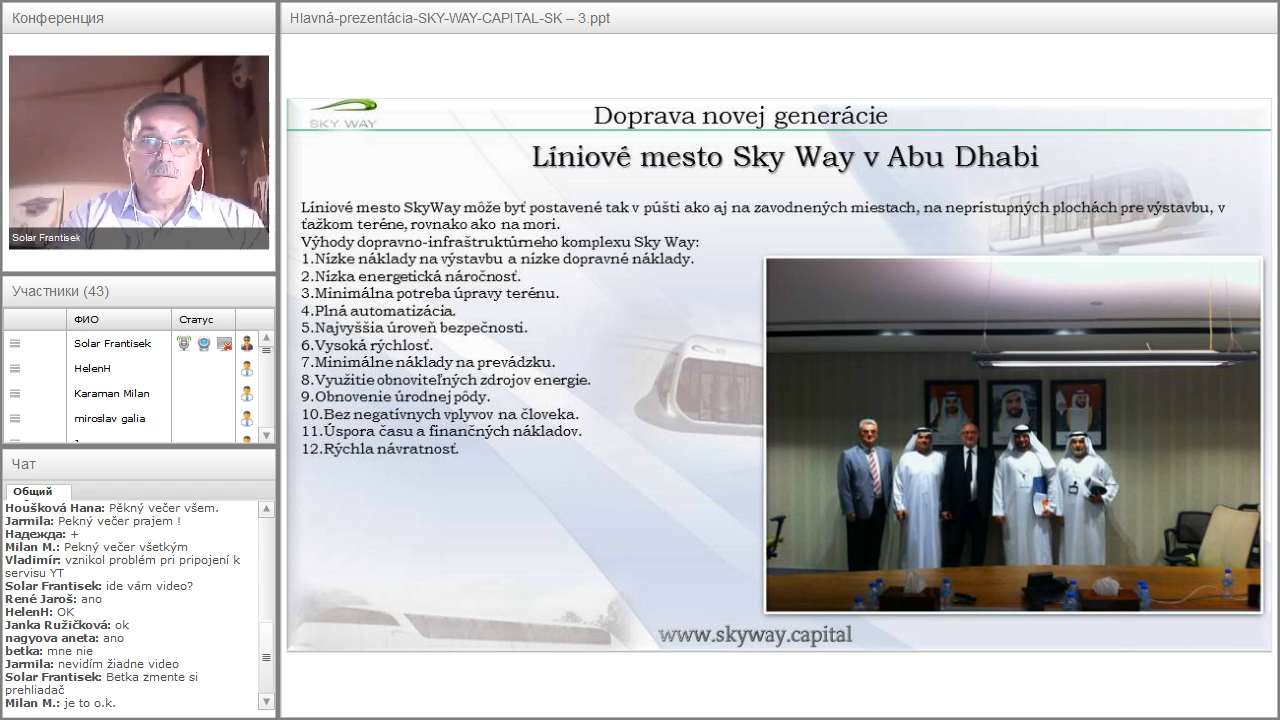 Конференция
Solar Frantisek
Участники (43)
ФИО Статус
Solar Frantisek
HelenH
Karaman Milan
miroslav galia
Чат
Общий
Houšková Hana: Pěkný večer všem.
Jarmila: Pekný večer prajem !
Надежда: +
Milan M.: Pekný večer všetkým
Vladimír: vznikol problém pri pripojení k
servisu YT
Solar Frantisek: ide vám video?
René Jaroš: ano
HelenH: OK
Janka Ružičková: ok
nagyova aneta: ano
betka: mne nie
Jarmila: nevidím žiadne video
Solar Frantisek: Betka zmente si
prehliadač
Milan M.: je to o.k.
Hlavná-prezentácia-SKY-WAY-CAPITAL-SK – 3.ppt
SKY WAY
Doprava novej generácie
Líniové mesto Sky Way v Abu Dhabi
Líniové mesto SkyWay môže byť postavené tak v púšti ako aj na zavodnených miestach, na neprístupných plochách pre výstavbu, v
ťažkom teréne, rovnako ako na mori.
Výhody dopravno-infraštruktúrneho komplexu Sky Way:
1.Nízke náklady na výstavbu a nízke dopravné náklady.
2.Nízka energetická náročnosť.
3.Minimálna potreba úpravy terénu.
4.Plná automatizácia.
5.Najvyššia úroveň bezpečnosti.
6.Vysoká rýchlosť.
7.Minimálne náklady na prevádzku.
8.Využitie obnoviteľných zdrojov energie.
9.Obnovenie úrodnej pôdy.
10.Bez negatívnych vplyvov na človeka.
11.Úspora času a finančných nákladov.
12.Rýchla návratnosť.
www.skyway.capital